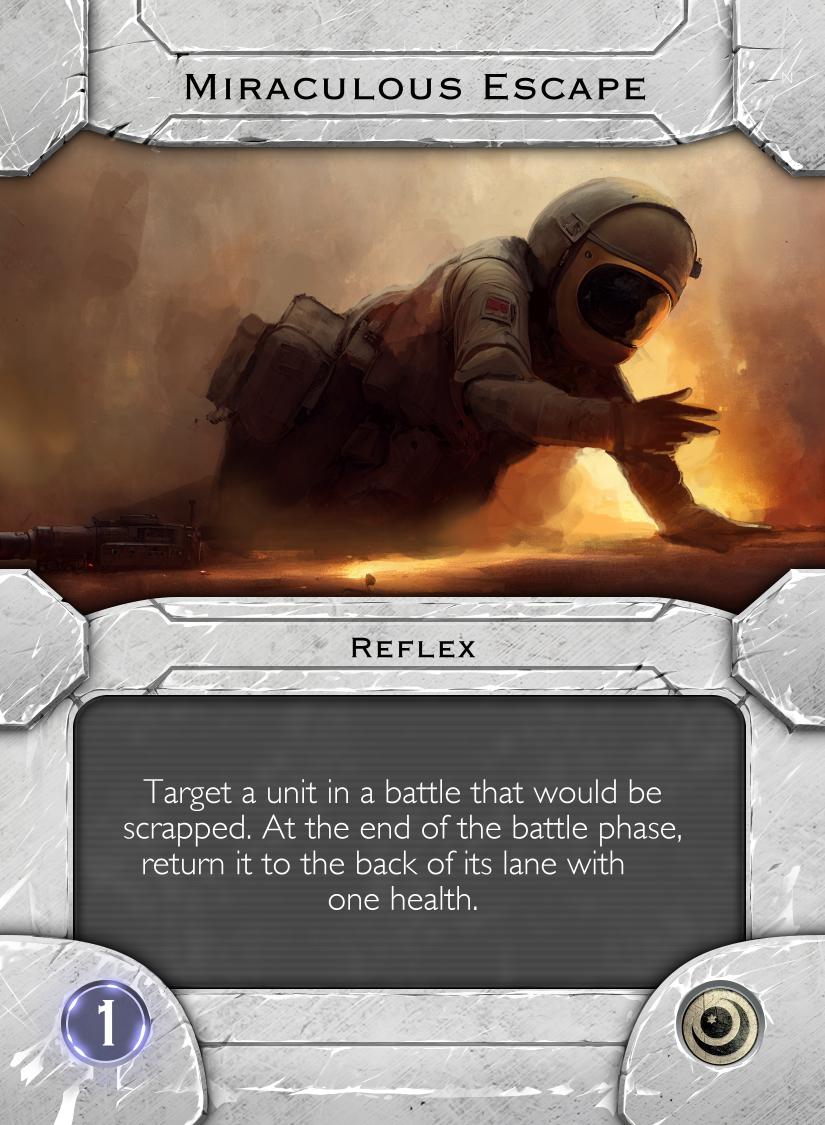 Miraculous Escape
Reflex
Target a unit in a battle that would be
scrapped. At the end of the battle phase,
return it to the back of its lane with
one health.
1